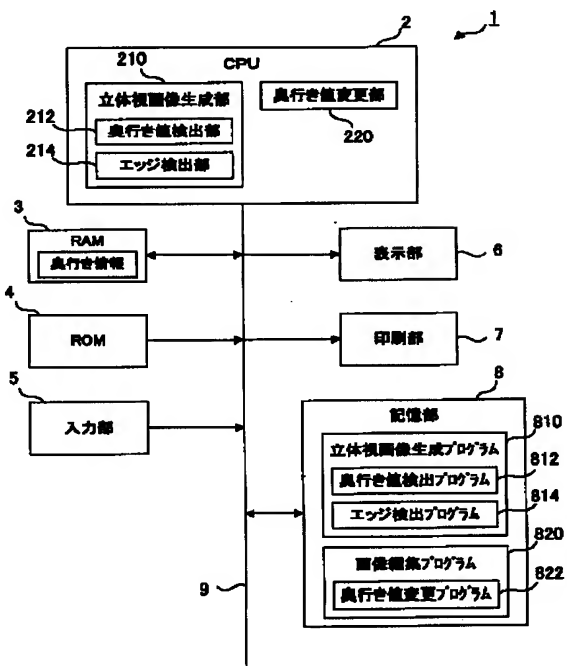 1
2
CPU
210
立体視画像生成部
212
奥行き値検出部
214
エッジ検出部
奥行き値変更部
220
3
RAM
奥行き情報
表示部
6
4
ROM
印刷部
7
5
入力部
8
記憶部
810
立体視画像生成プログラム
812
奥行き値検出プログラム
814
エッジ検出プログラム
820
画像編集プログラム
822
奥行き値変更プログラム
9